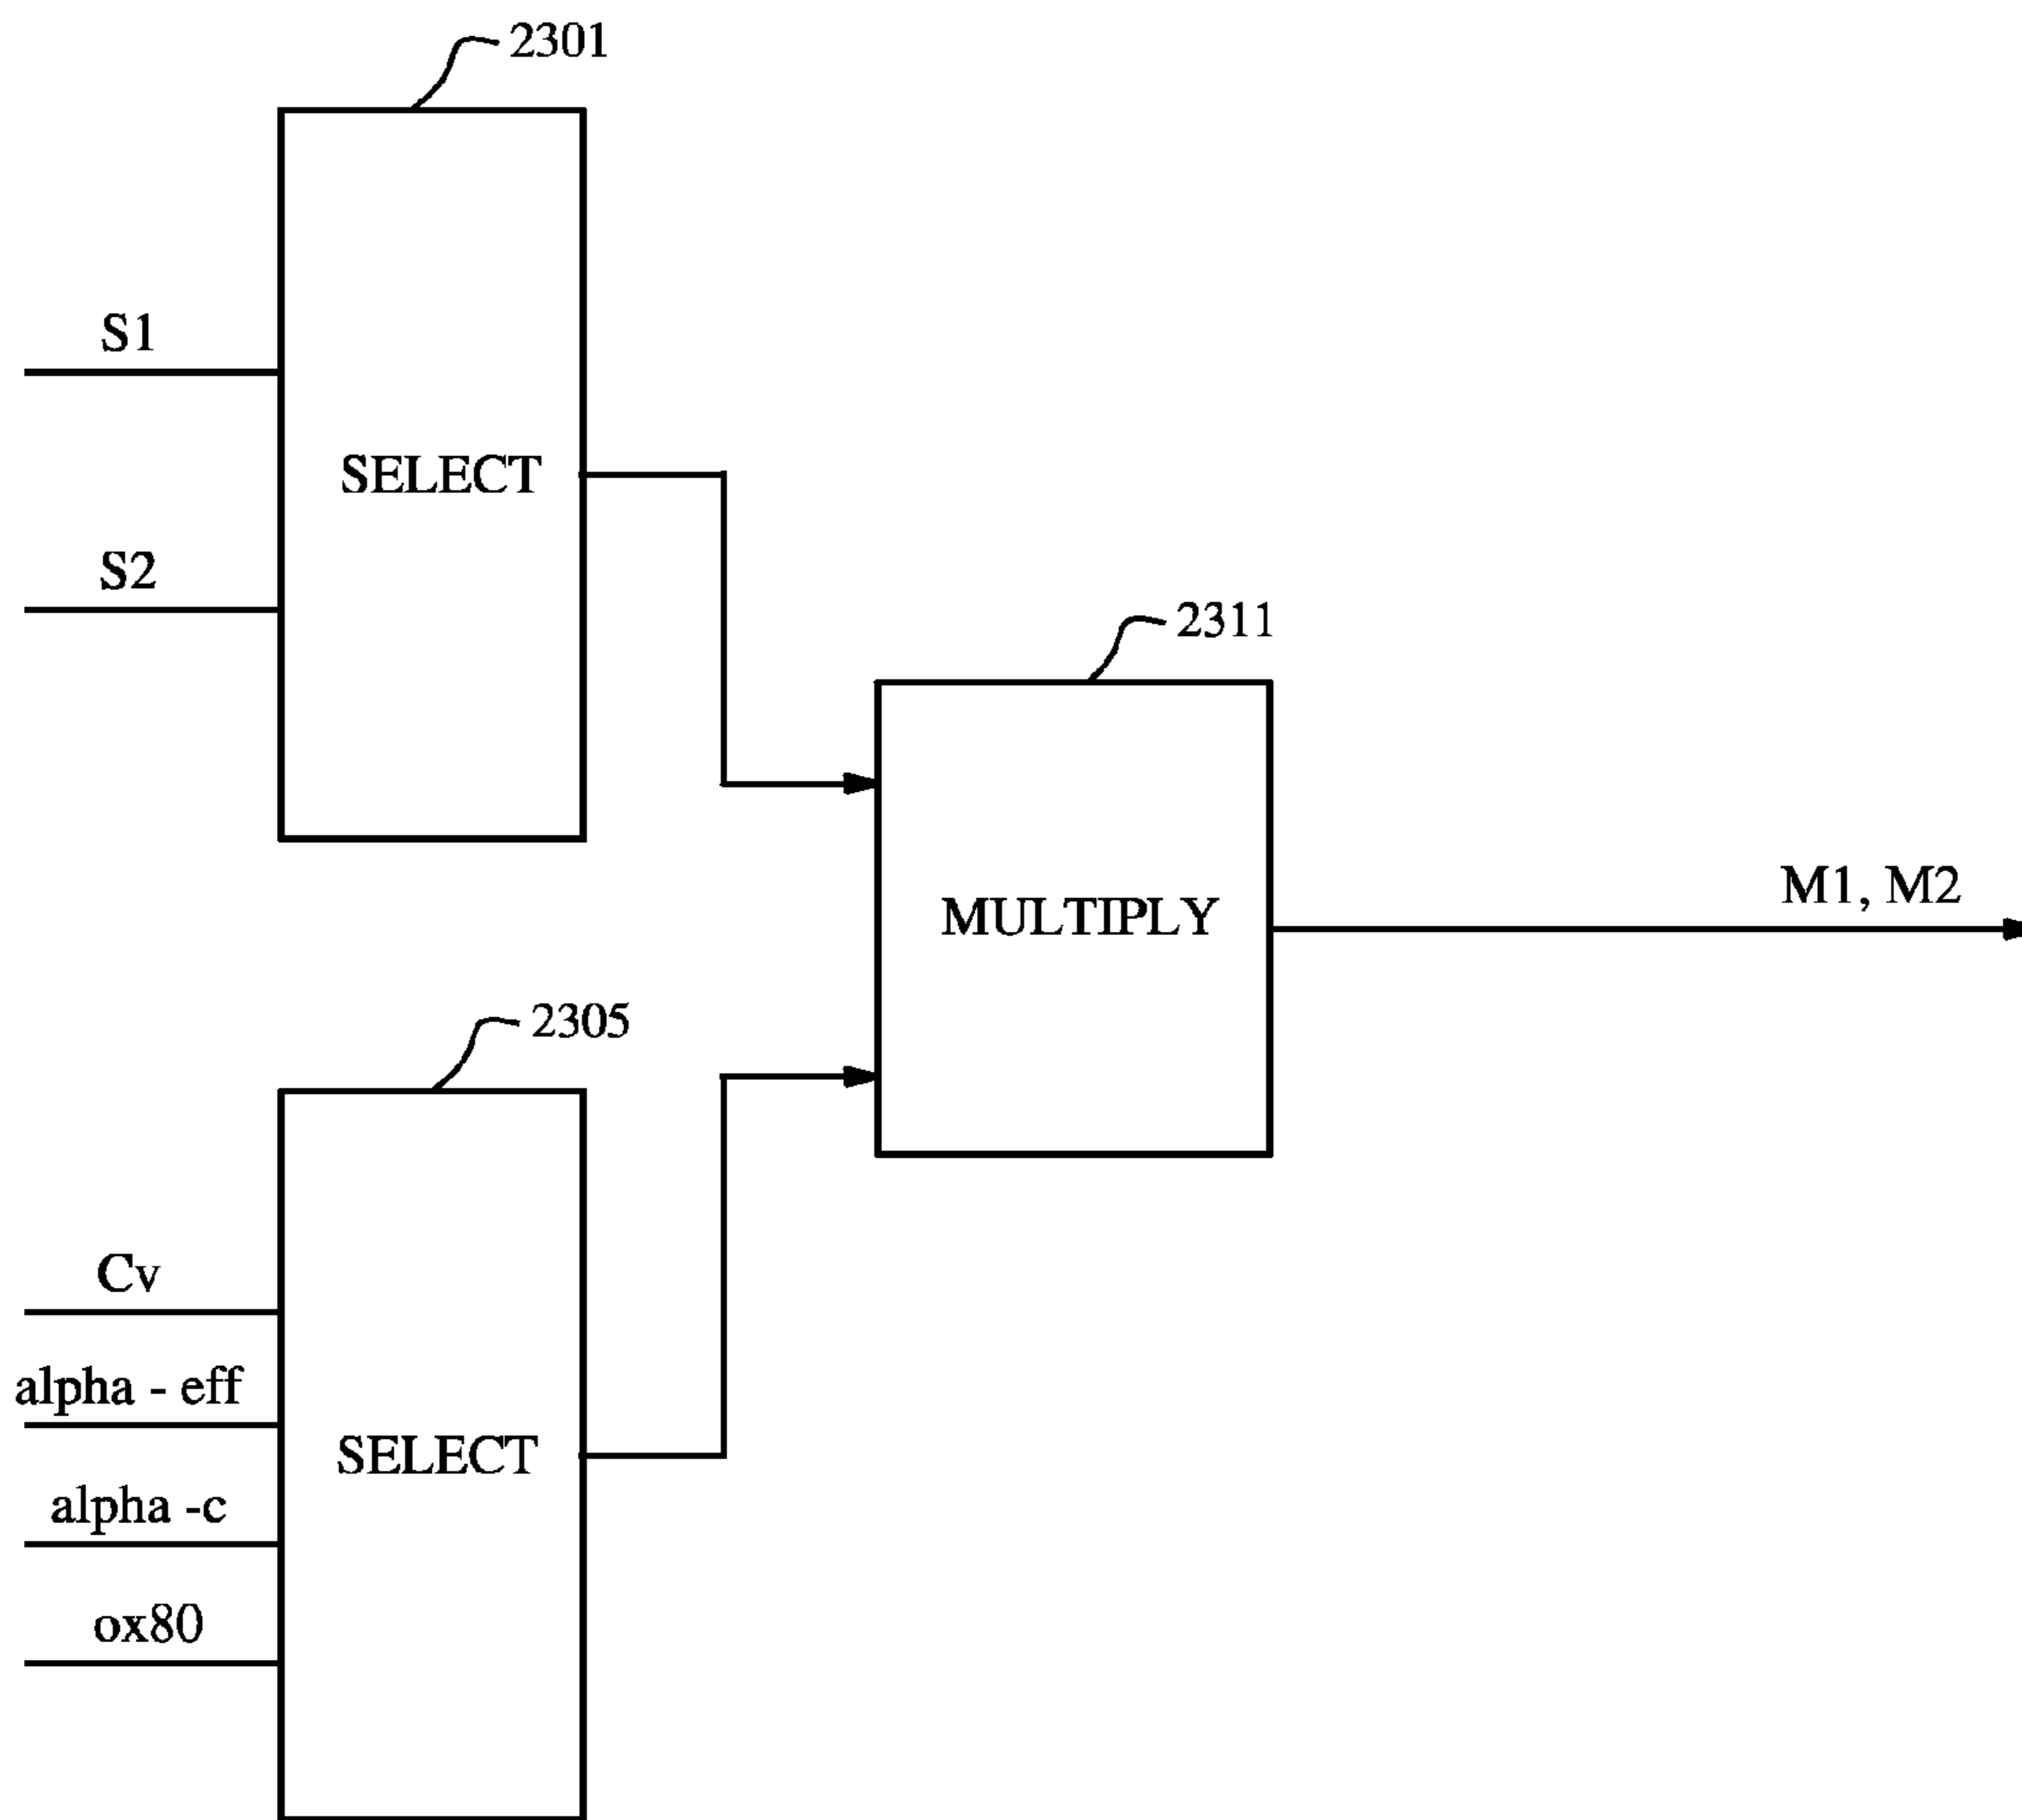 2301
S1
SELECT
S2
2311
M1, M2
MULTIPLY
2305
Cv
alpha - eff
SELECT
alpha -c
ox80